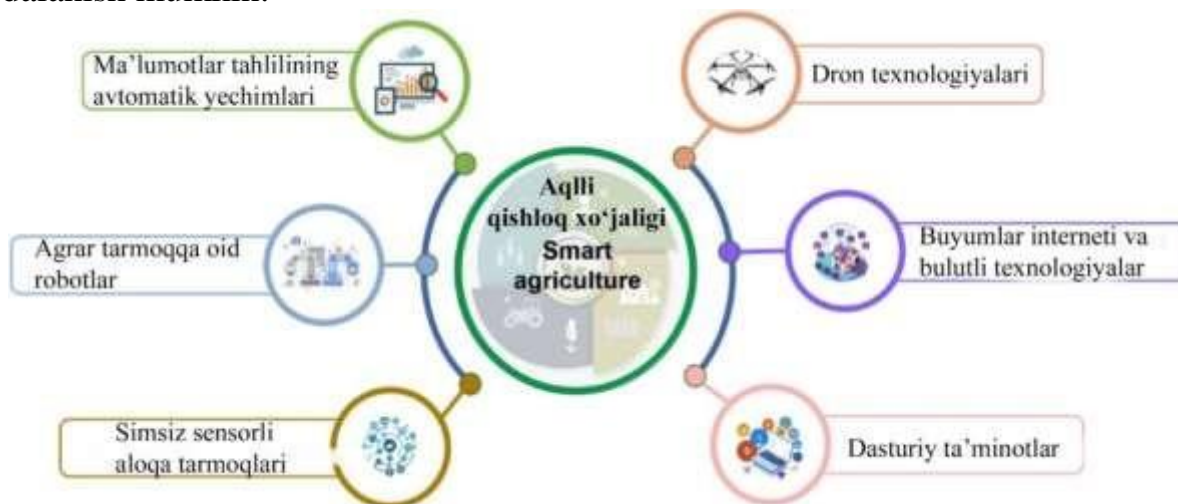 Ma’lumotlar tahlilining
avtomatik yechimlari
Dron texnologiyalari
Aqlli
qishloq xo‘jaligi
Smart
agriculture
Agrar tarmoqqa oid
robotlar
Buyumlar interneti va
bulutli texnologiyalar
Simsiz sensorli
aloqa tarmoqlari
Dasturiy ta’minotlar